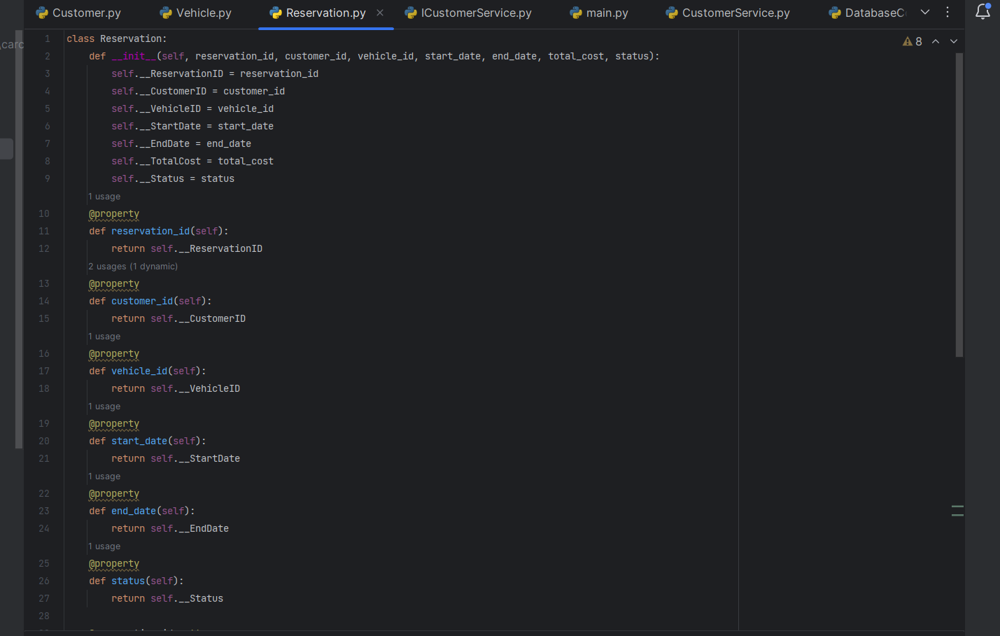 Customer.py Vehicle.py Reservation.py ICustomerService.py main.py CustomerService.py DatabaseC
carc
8
1 class Reservation:
2     def __init__(self, reservation_id, customer_id, vehicle_id, start_date, end_date, total_cost, status):
3         self.__ReservationID = reservation_id
4         self.__CustomerID = customer_id
5         self.__VehicleID = vehicle_id
6         self.__StartDate = start_date
7         self.__EndDate = end_date
8         self.__TotalCost = total_cost
9         self.__Status = status
1 usage
10     @property
11     def reservation_id(self):
12         return self.__ReservationID
2 usages (1 dynamic)
13     @property
14     def customer_id(self):
15         return self.__CustomerID
1 usage
16     @property
17     def vehicle_id(self):
18         return self.__VehicleID
1 usage
19     @property
20     def start_date(self):
21         return self.__StartDate
1 usage
22     @property
23     def end_date(self):
24         return self.__EndDate
1 usage
25     @property
26     def status(self):
27         return self.__Status
28